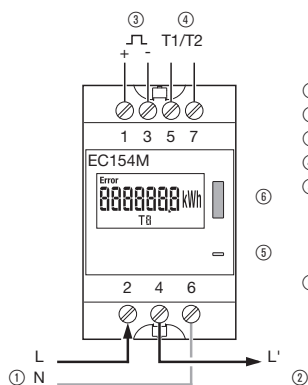 ③ ④
T1/T2
+ -
1 3 5 7
EC154M
Error
8888888.8 kWh
T8
⑥
⑤
2 4 6
L L'
① N ②